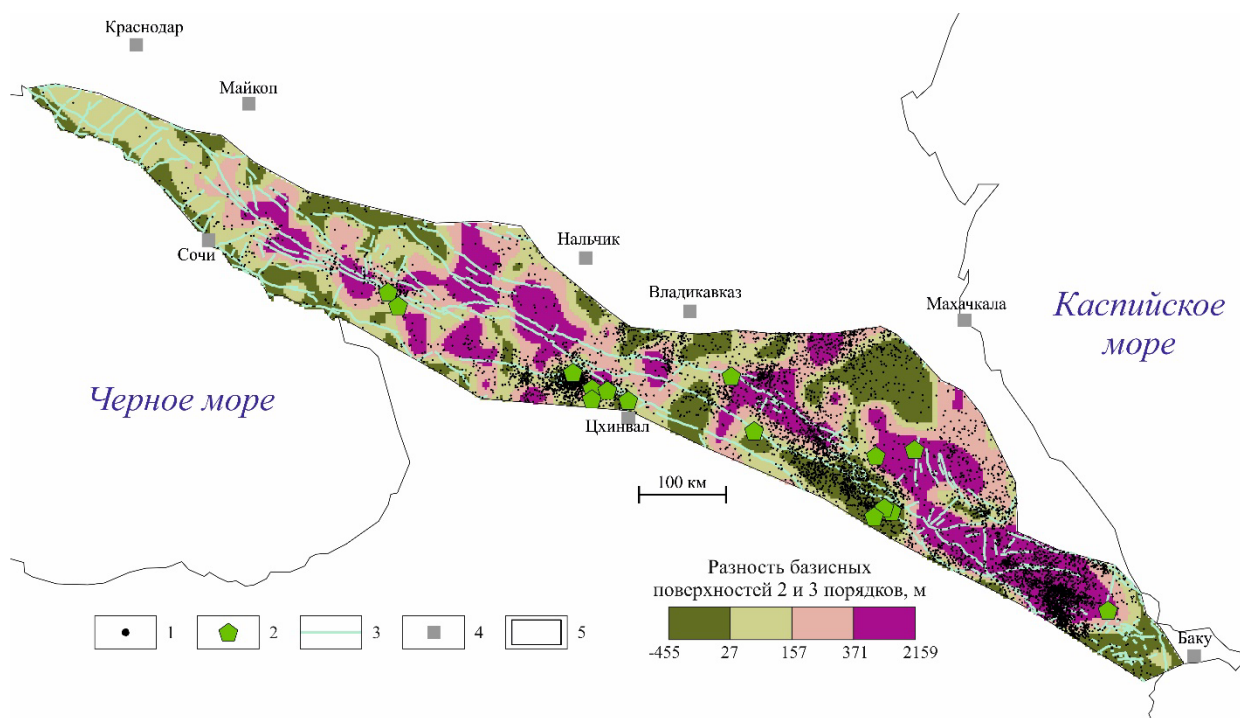 Краснодар
Майкоп
Сочи
Нальчик
Владикавказ
Махачкала
Каспийское
море
Черное море
Цхинвал
100 км
Разность базисных
поверхностей 2 и 3 порядков, м
-455 27 157 371 2159
Баку
1 2 3 4 5